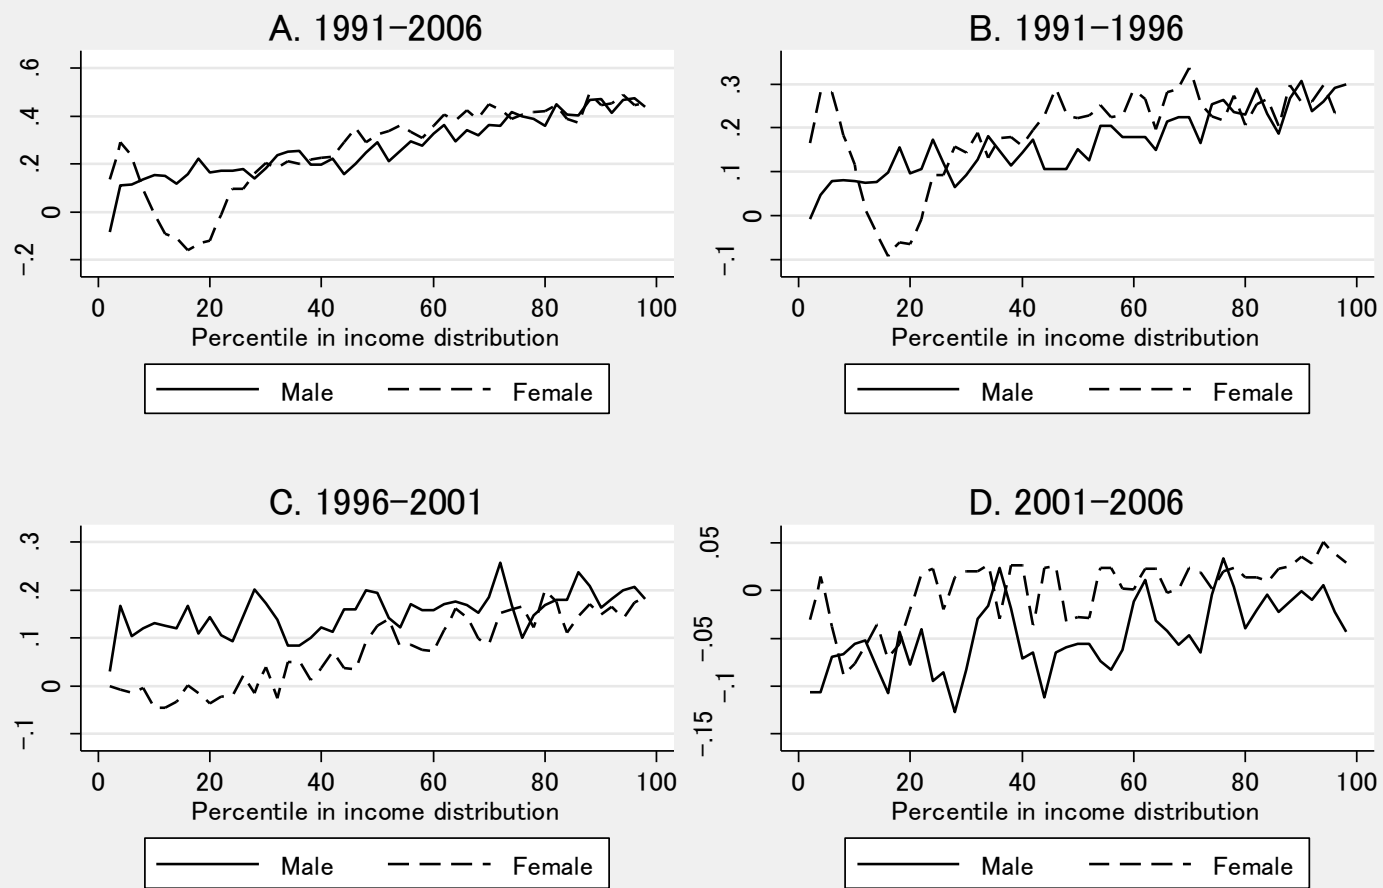 A. 1991-2006
.6
.4
.2
0
-.2
0 20 40 60 80 100
Percentile in income distribution
Male Female
B. 1991-1996
.3
.2
.1
0
-.1
0 20 40 60 80 100
Percentile in income distribution
Male Female
C. 1996-2001
.3
.2
.1
0
-.1
0 20 40 60 80 100
Percentile in income distribution
Male Female
D. 2001-2006
.05
0
-.05
-.1
-.15
0 20 40 60 80 100
Percentile in income distribution
Male Female